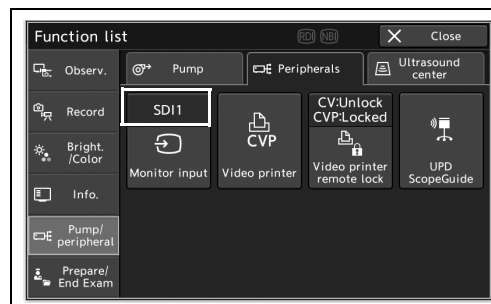 Function list
RDI NBI
Close
Observ.
Pump
Peripherals
Ultrasound
center
Record
SDI1
CV:Unlock
CVP:Locked
CVP
Monitor input
Video printer
Video printer
remote lock
UPD
ScopeGuide
Bright.
/Color
Info.
Pump/
peripheral
Prepare/
End Exam